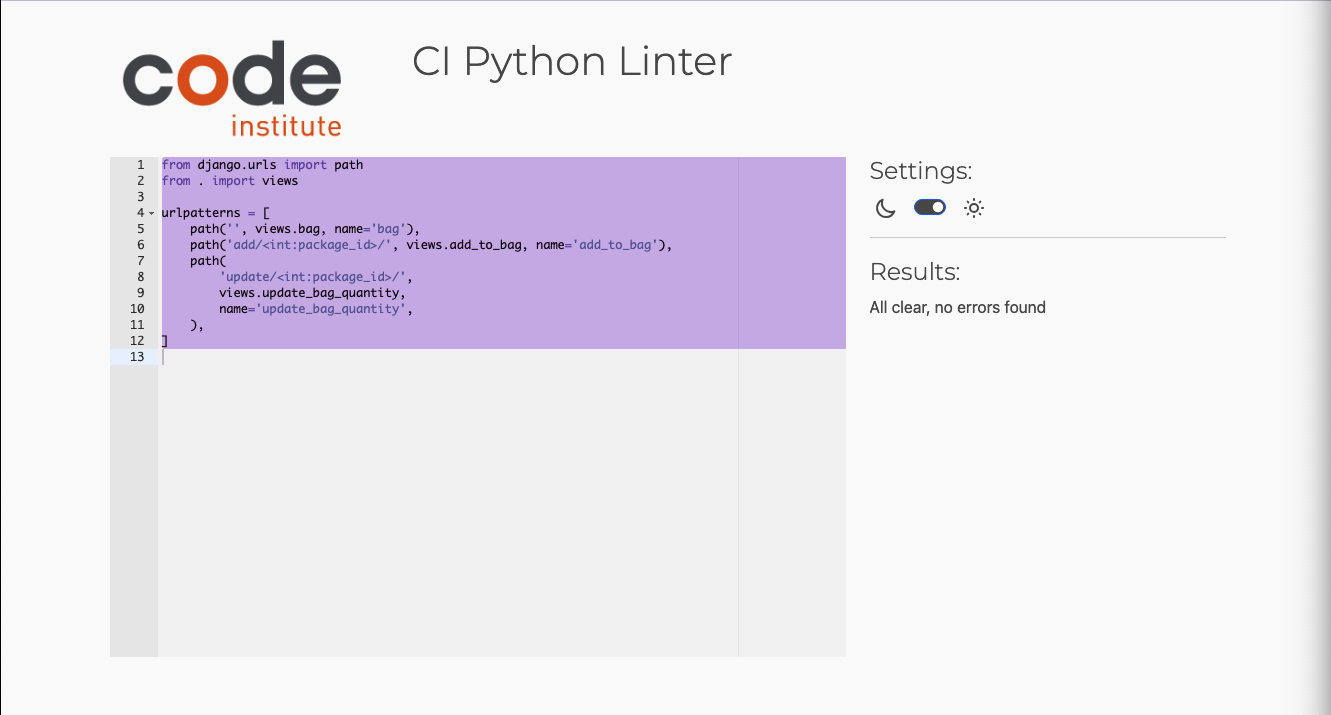 code
institute
CI Python Linter
1 from django.urls import path
2 from . import views
3
4 urlpatterns = [
5     path('', views.bag, name='bag'),
6     path('add/<int:package_id>/', views.add_to_bag, name='add_to_bag'),
7     path(
8         'update/<int:package_id>/',
9         views.update_bag_quantity,
10         name='update_bag_quantity',
11     ),
12 ]
13
Settings:
Results:
All clear, no errors found